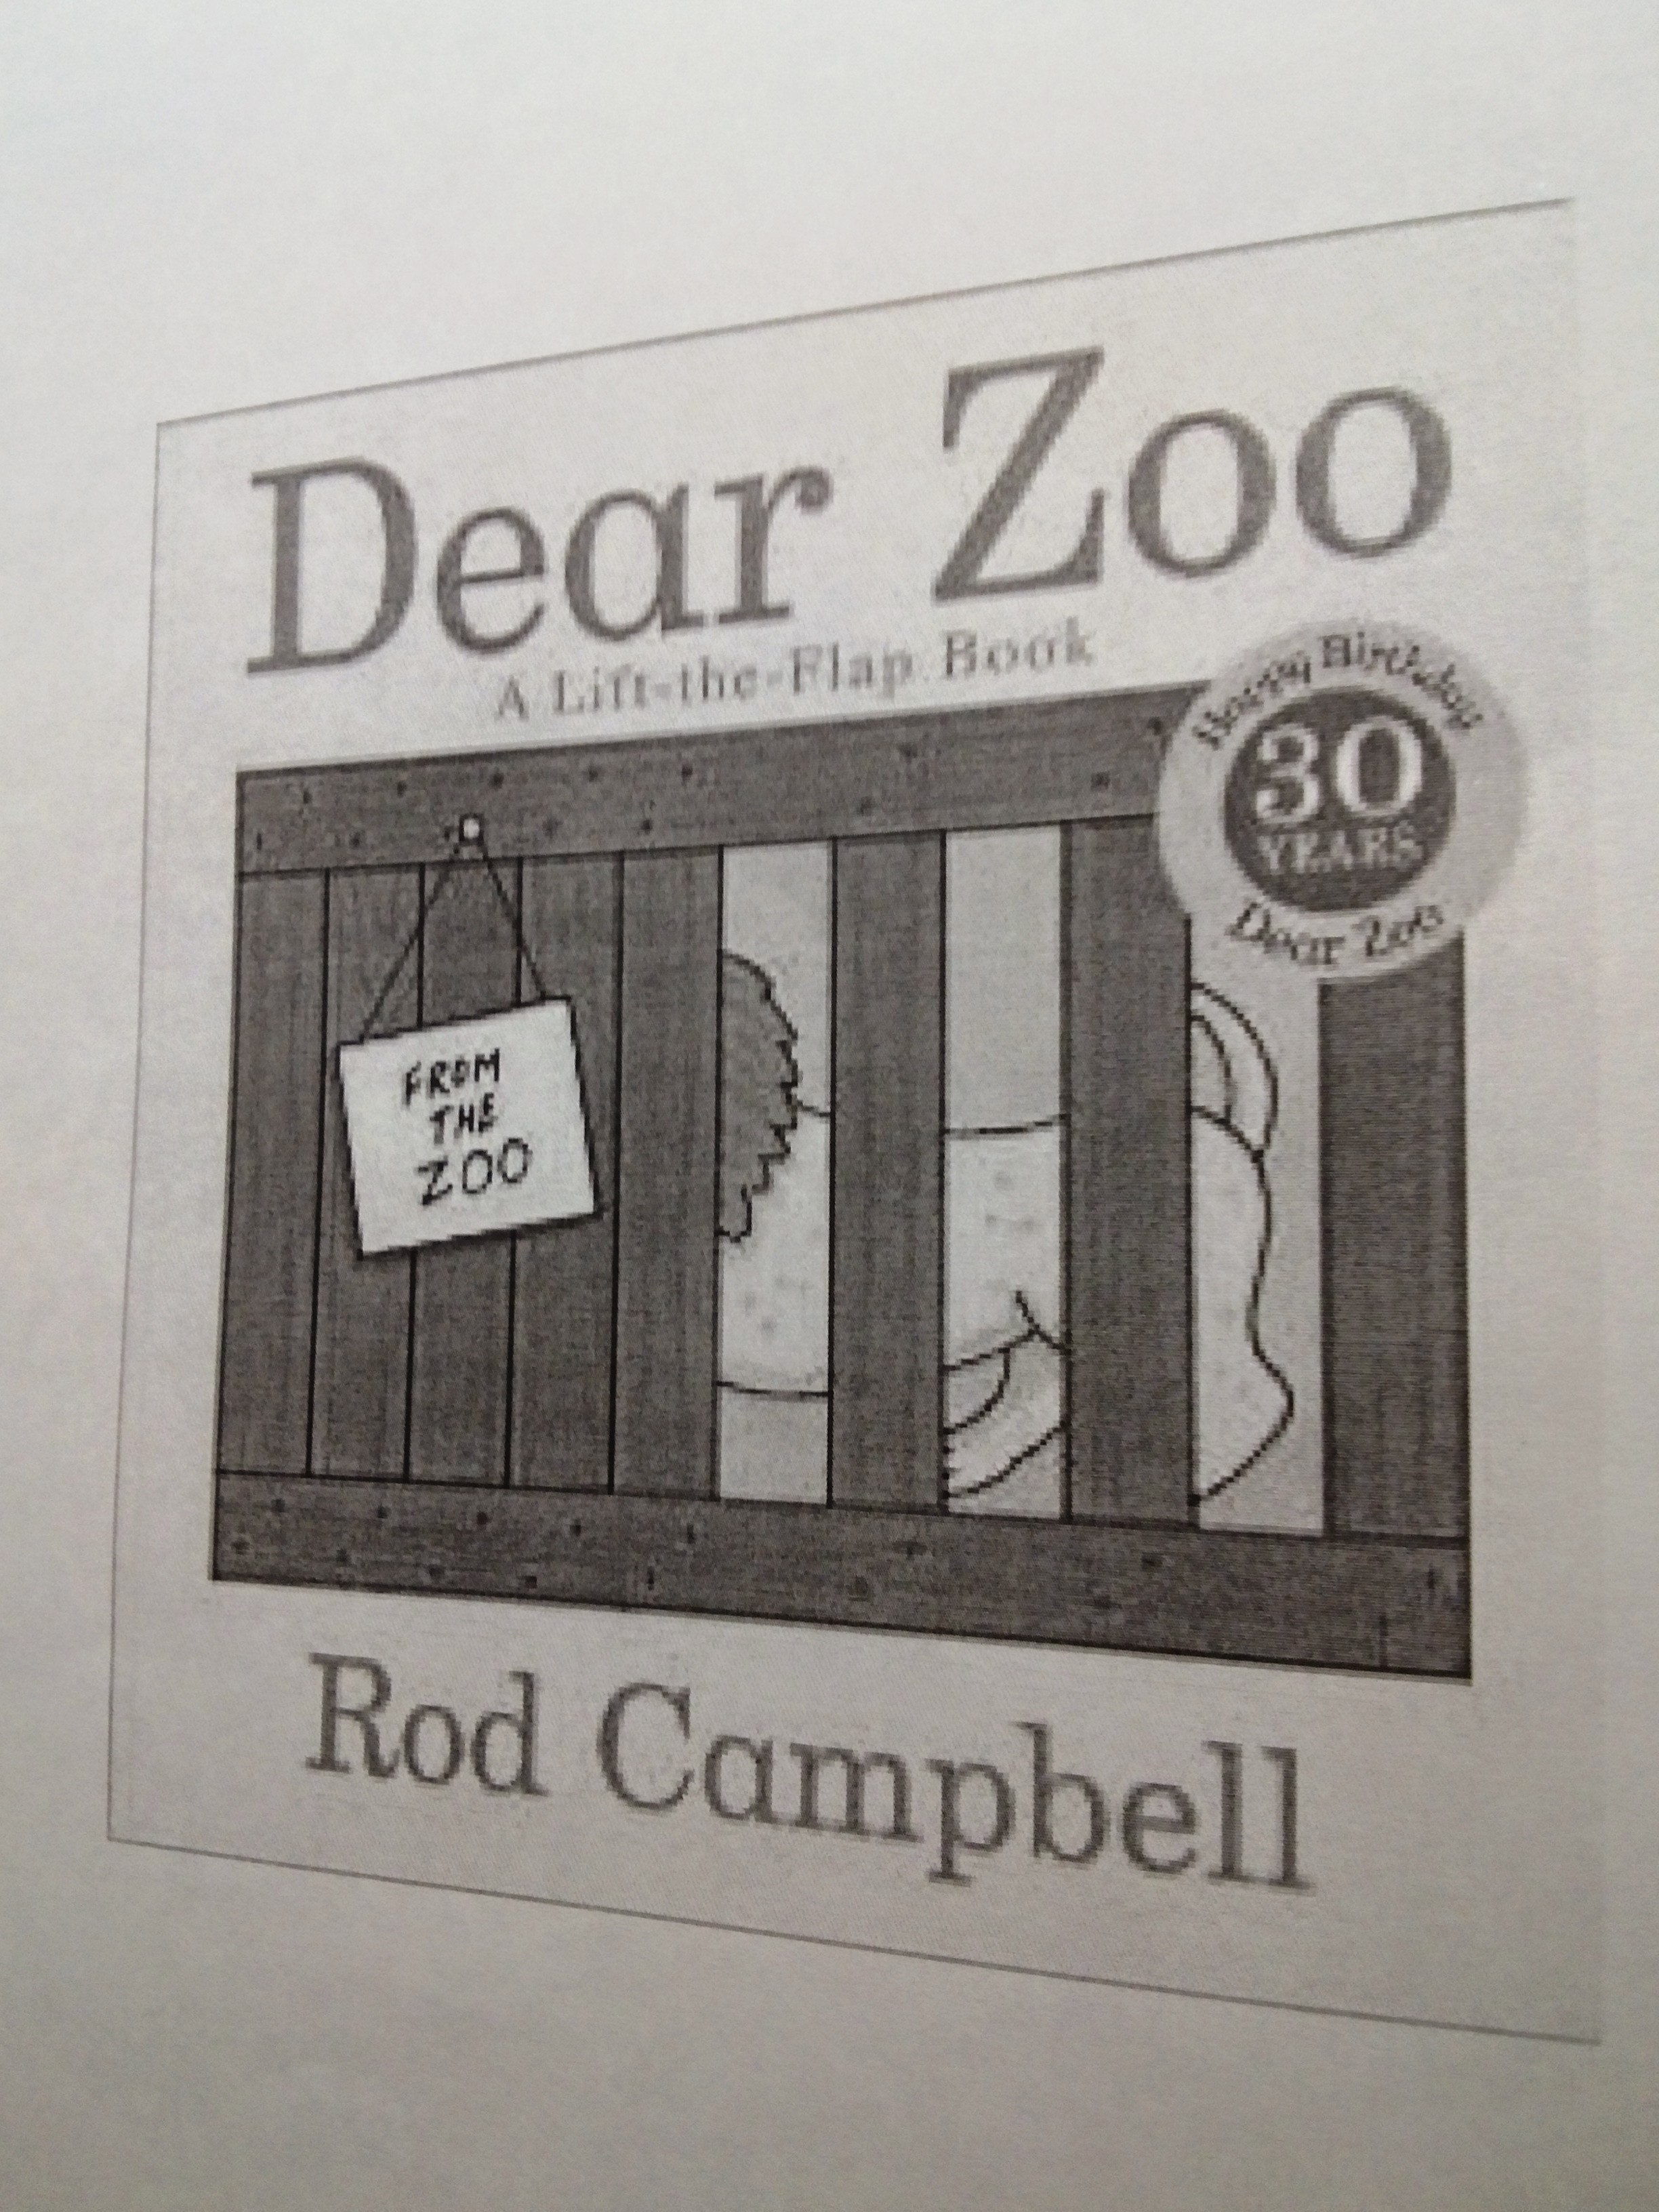 Dear Zoo
A Lift-the-Flap Book
Happy Birthday
30
YEARS
Dear Zoo
FROM
THE
ZOO
Rod Campbell